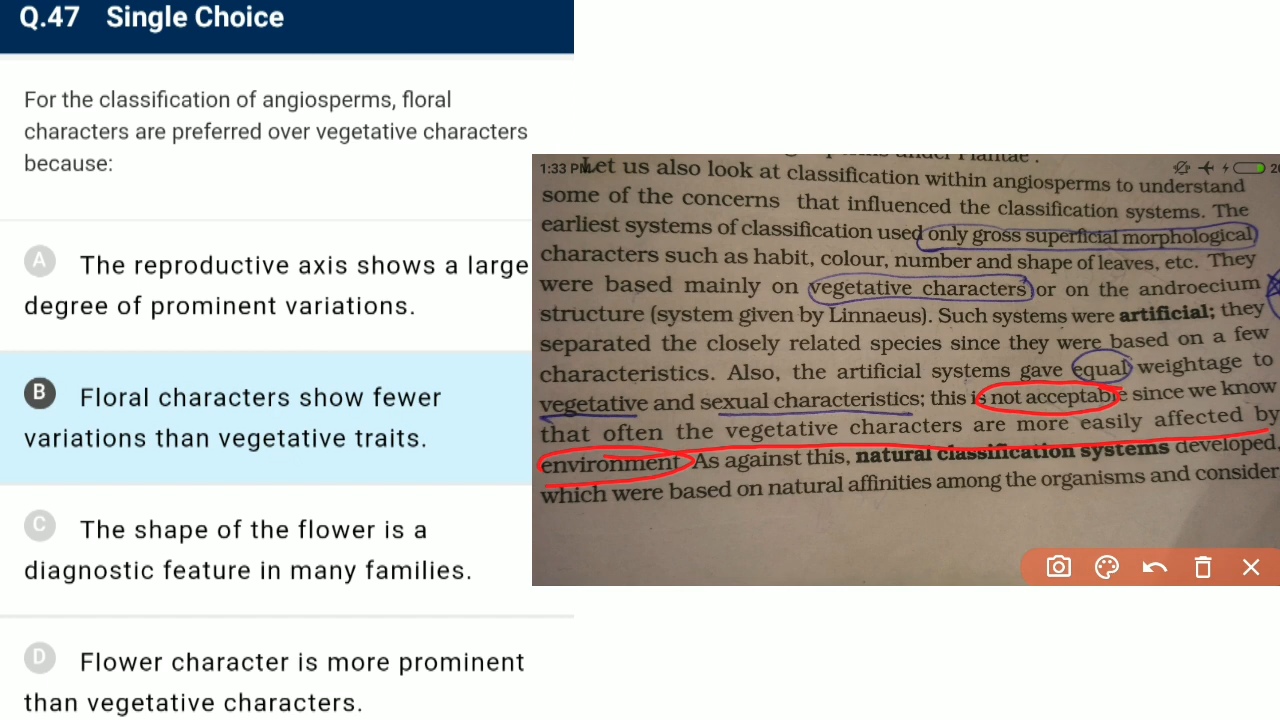 Q.47 Single Choice
For the classification of angiosperms, floral
characters are preferred over vegetative characters
because:
A The reproductive axis shows a large
degree of prominent variations.
B Floral characters show fewer
variations than vegetative traits.
C The shape of the flower is a
diagnostic feature in many families.
D Flower character is more prominent
than vegetative characters.
1:33 PM
Let us also look at classification within angiosperms to understand
some of the concerns that influenced the classification systems. The
earliest systems of classification used only gross superficial morphological
characters such as habit, colour, number and shape of leaves, etc. They
were based mainly on vegetative characters or on the androecium
structure (system given by Linnaeus). Such systems were artificial; they
separated the closely related species since they were based on a few
characteristics. Also, the artificial systems gave equal weightage to
vegetative and sexual characteristics; this is not acceptable since we know
that often the vegetative characters are more easily affected by
environment. As against this, natural classification systems developed,
which were based on natural affinities among the organisms and consider